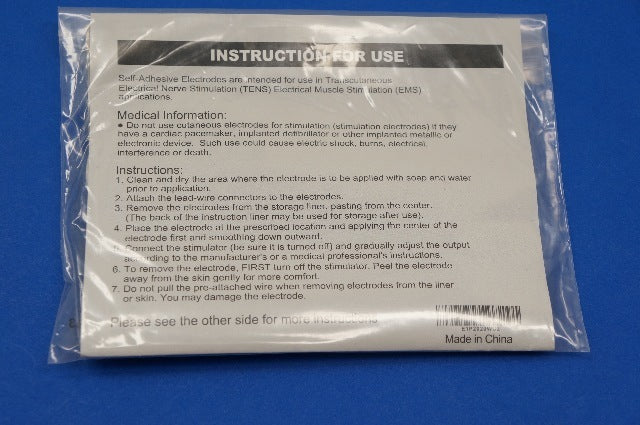 INSTRUCTION FOR USE
Self-Adhesive Electrodes are intended for use in Transcutaneous
Electrical Nerve Stimulation (TENS) Electrical Muscle Stimulation (EMS)
applications.
Medical Information:
● Do not use cutaneous electrodes for stimulation (stimulation electrodes) if they
have a cardiac pacemaker, implanted defibrillator or other implanted metallic or
electronic device. Such use could cause electric shock, burns, electrical
interference or death.
Instructions:
1. Clean and dry the area where the electrode is to be applied with soap and water
prior to application.
2. Attach the lead-wire connectors to the electrodes.
3. Remove the electrodes from the storage liner, pasting from the center.
(The back of the instruction liner may be used for storage after use).
4. Place the electrode at the prescribed location and applying the center of the
electrode first and smoothing down outward.
5. Connect the stimulator (be sure it is turned off) and gradually adjust the output
according to the manufacturer's or a medical professional's instructions.
6. To remove the electrode, FIRST turn off the stimulator. Peel the electrode
away from the skin gently for more comfort.
7. Do not pull the pre-attached wire when removing electrodes from the liner
or skin. You may damage the electrode.
Please see the other side for more instructions
Made in China